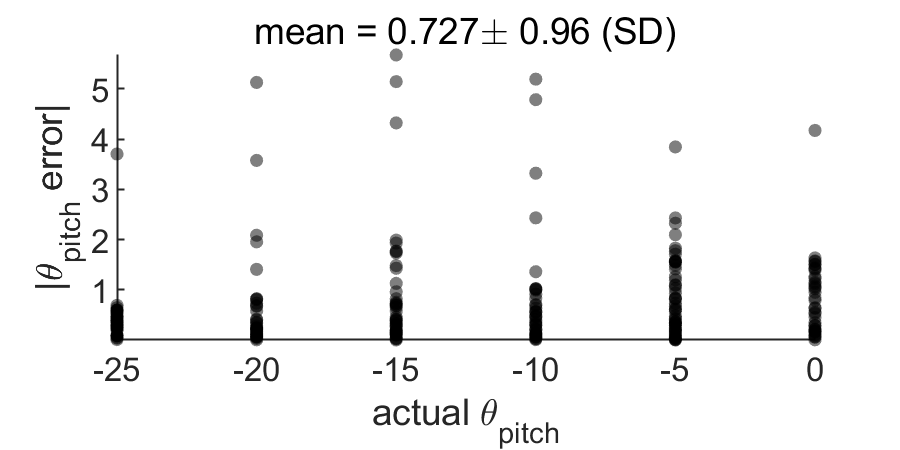 mean = 0.727± 0.96 (SD)
|θpitch error|
5
4
3
2
1
-25 -20 -15 -10 -5 0
actual θpitch